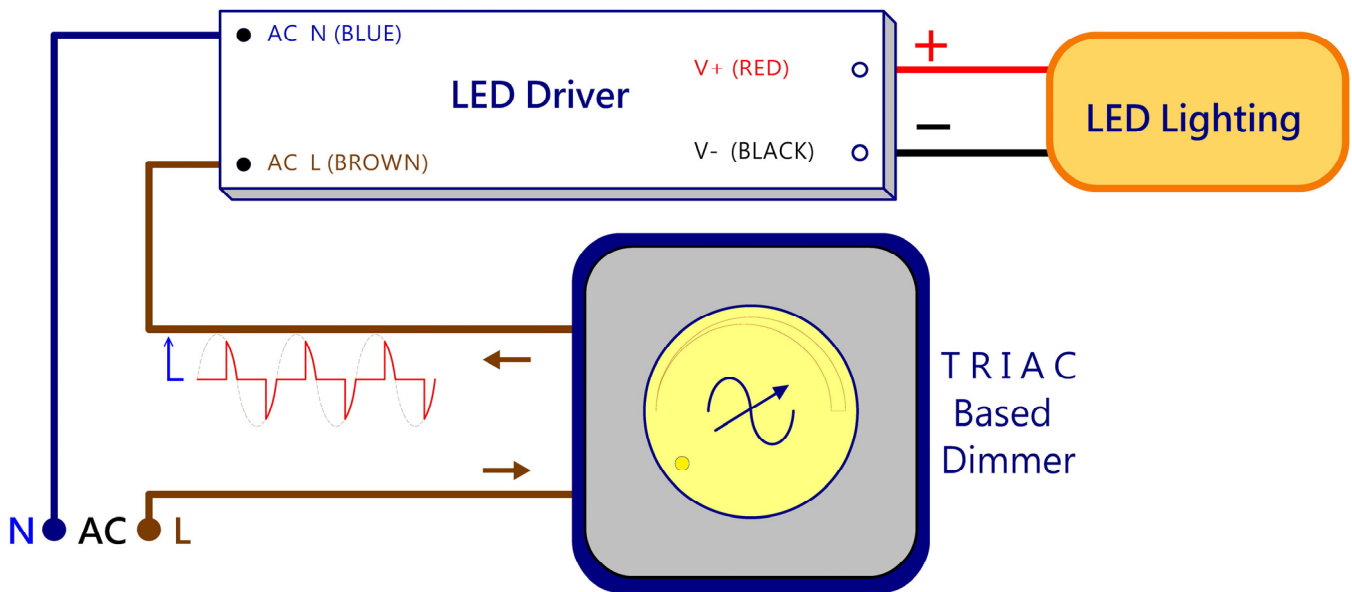 AC N (BLUE)
LED Driver
V+ (RED)
+
AC L (BROWN)
V- (BLACK)
−
LED Lighting
TRIAC
Based
Dimmer
N AC L